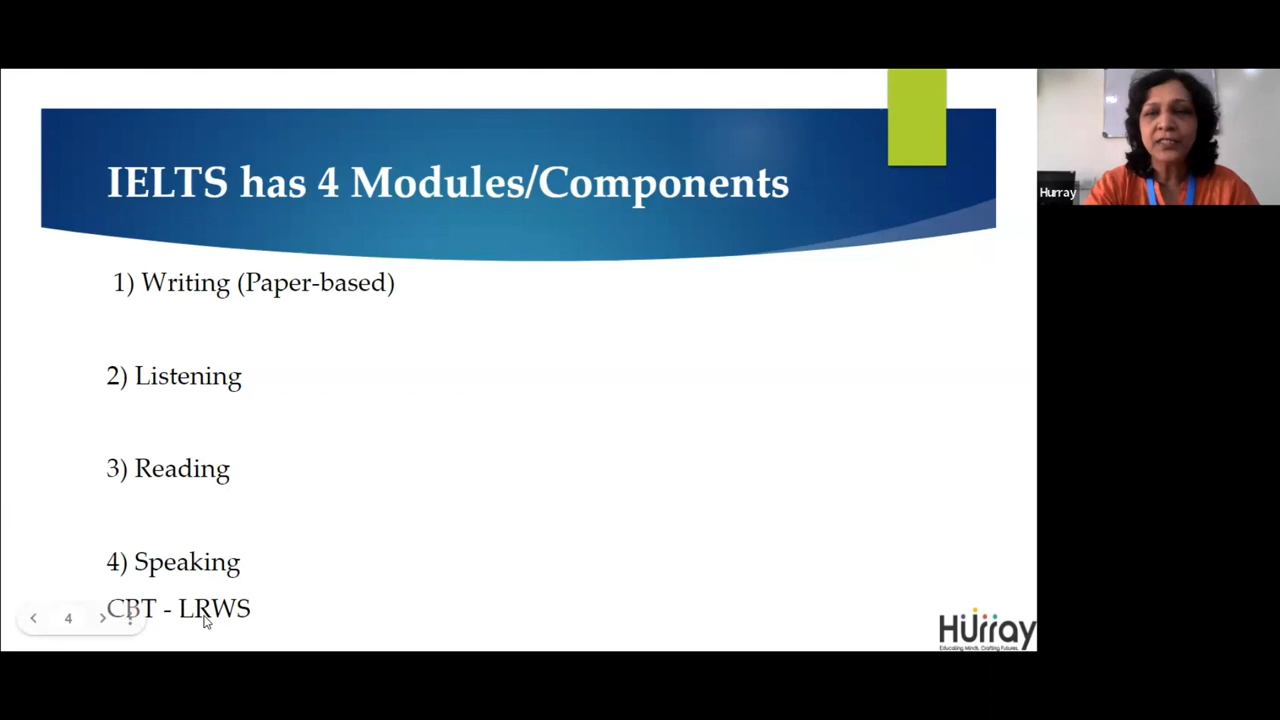 IELTS has 4 Modules/Components
1) Writing (Paper-based)
2) Listening
3) Reading
4) Speaking
CBT - LRWS
4
Hurray
Hurray
Educating Minds. Crafting Futures.